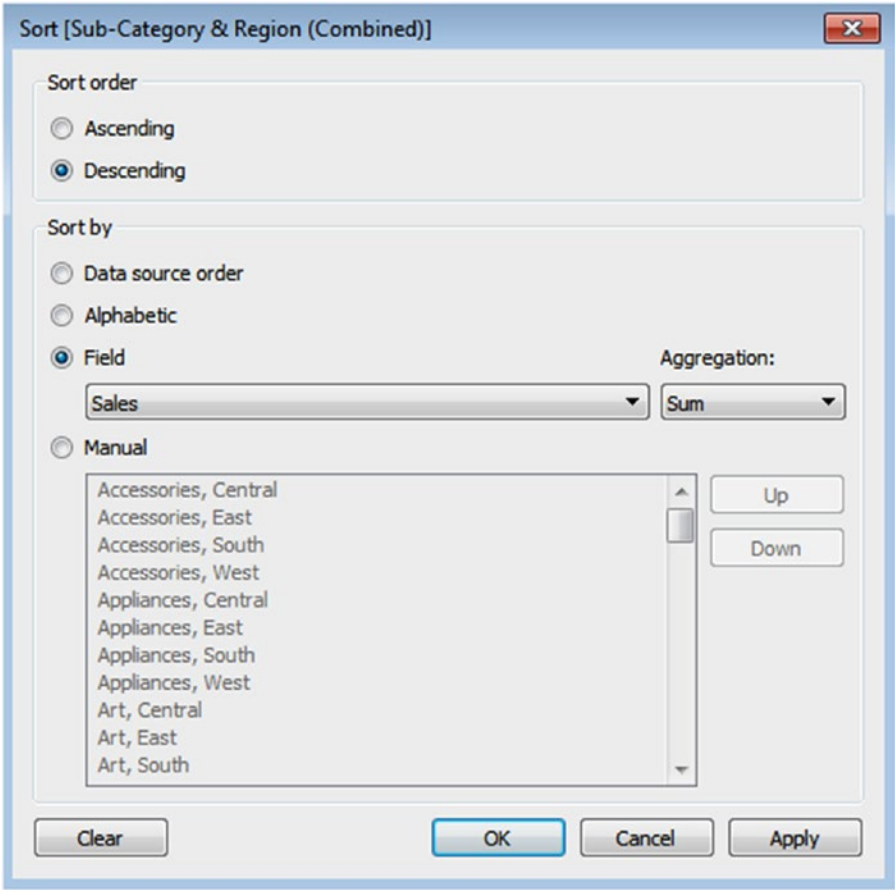 Sort [Sub-Category & Region (Combined)]
Sort order
Ascending
Descending
Sort by
Data source order
Alphabetic
Field
Aggregation:
Sales
Sum
Manual
Accessories, Central
Accessories, East
Accessories, South
Accessories, West
Appliances, Central
Appliances, East
Appliances, South
Appliances, West
Art, Central
Art, East
Art, South
Up
Down
Clear
OK
Cancel
Apply